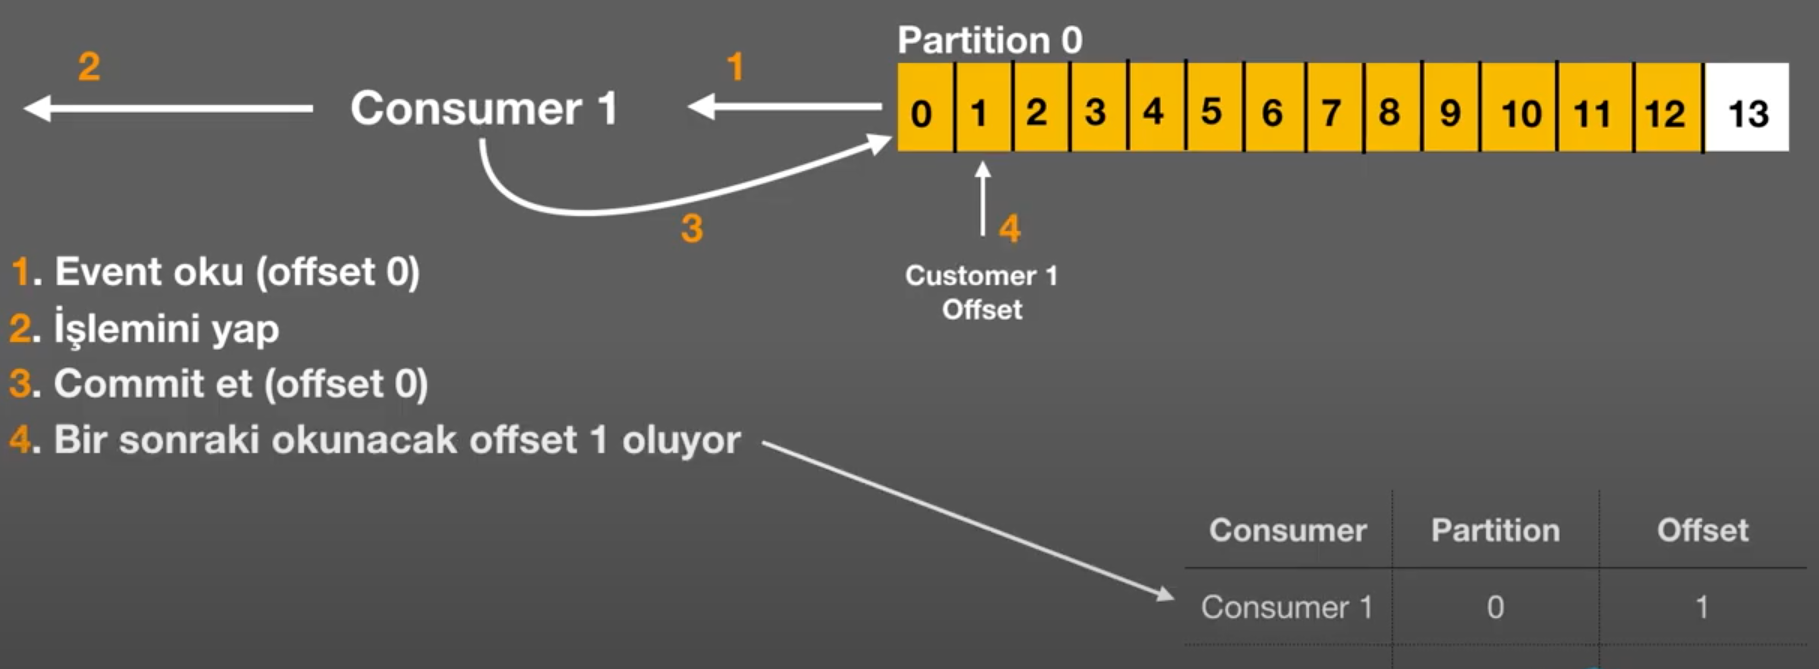 Partition 0
2
Consumer 1
1
0 1 2 3 4 5 6 7 8 9 10 11 12 13
3
4
Customer 1
Offset
1. Event oku (offset 0)
2. İşlemini yap
3. Commit et (offset 0)
4. Bir sonraki okunacak offset 1 oluyor
Consumer Partition Offset
Consumer 1 0 1